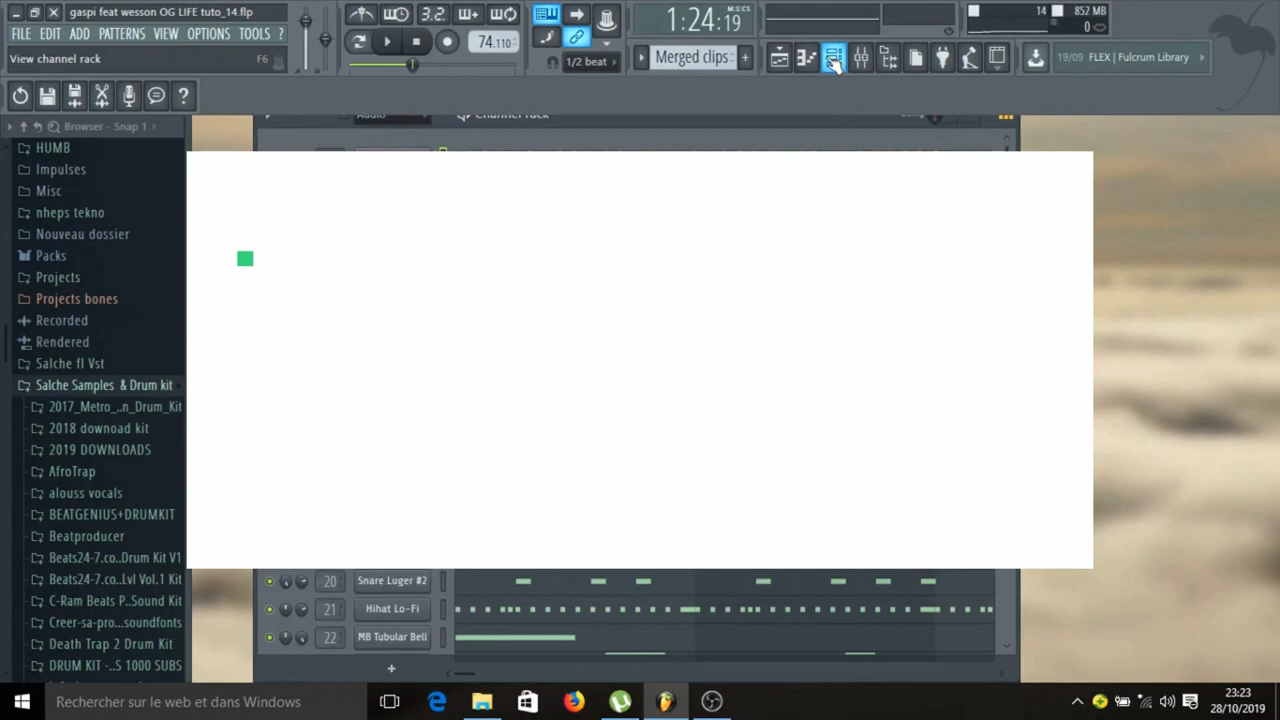 gaspi feat wesson OG LIFE tuto_14.flp
FILE EDIT ADD PATTERNS VIEW OPTIONS TOOLS ?
View channel rack F6
3.2.
74.110
1:24:19
M:S:CS
14
852 MB
0
1/2 beat
Merged clips
19/09 FLEX | Fulcrum Library
Browser - Snap 1
Audio
Channel rack
HUMB
Impulses
Misc
nheps tekno
Nouveau dossier
Packs
Projects
Projects bones
Recorded
Rendered
Salche fl Vst
Salche Samples & Drum kit
2017_Metro_..n_Drum_Kit
2018 downoad kit
2019 DOWNLOADS
AfroTrap
alouss vocals
BEATGENIUS+DRUMKIT
Beatproducer
Beats24-7.co..Drum Kit V1
Beats24-7.co..Lvl Vol.1 Kit
C-Ram Beats P..Sound Kit
Creer-sa-pro...soundfonts
Death Trap 2 Drum Kit
DRUM KIT -..S 1000 SUBS
20 Snare Luger #2
21 Hihat Lo-Fi
22 MB Tubular Bell
Rechercher sur le web et dans Windows
23:23
28/10/2019